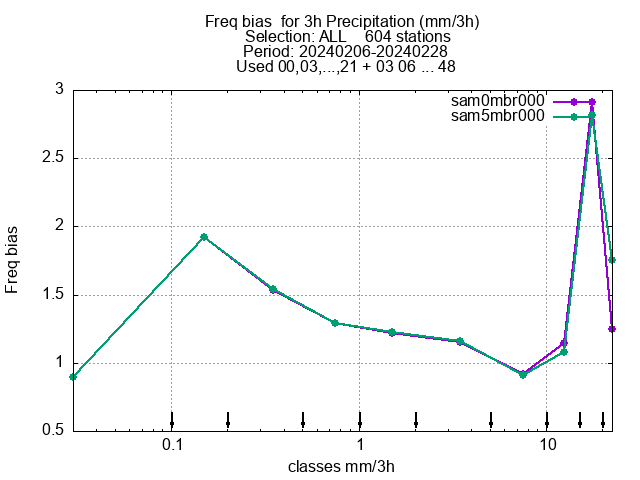 Freq bias  for 3h Precipitation (mm/3h)
Selection: ALL    604 stations
Period: 20240206-20240228
Used 00,03,...,21 + 03 06 ... 48
sam0mbr000
sam5mbr000
3
2.5
2
1.5
1
0.5
Freq bias
0.1 1 10
classes mm/3h